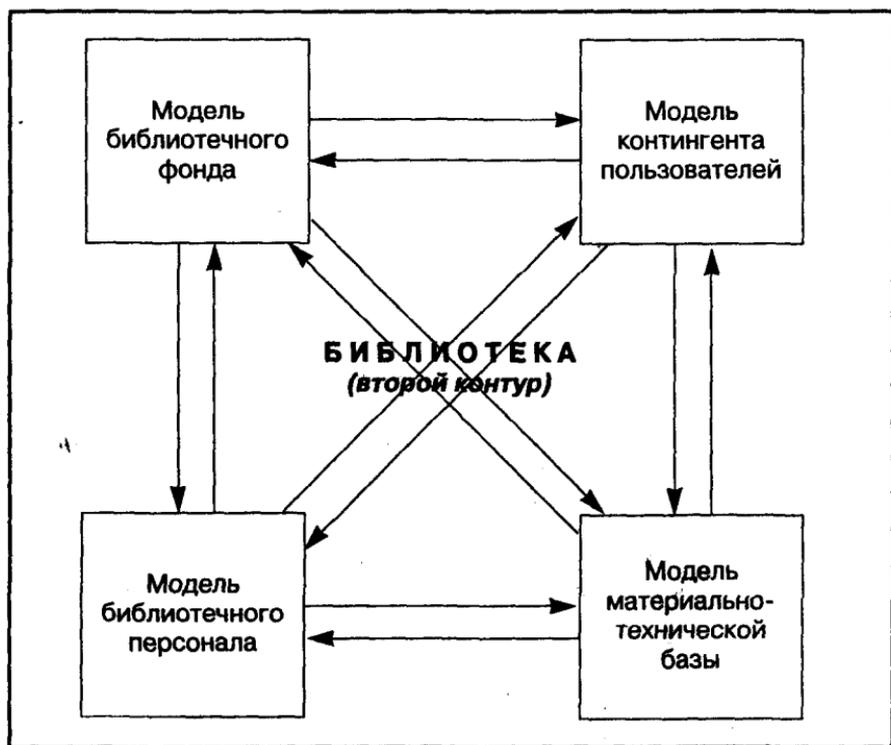 Модель
библиотечного
фонда
Модель
контингента
пользователей
БИБЛИОТЕКА
(второй контур)
Модель
библиотечного
персонала
Модель
материально-
технической
базы